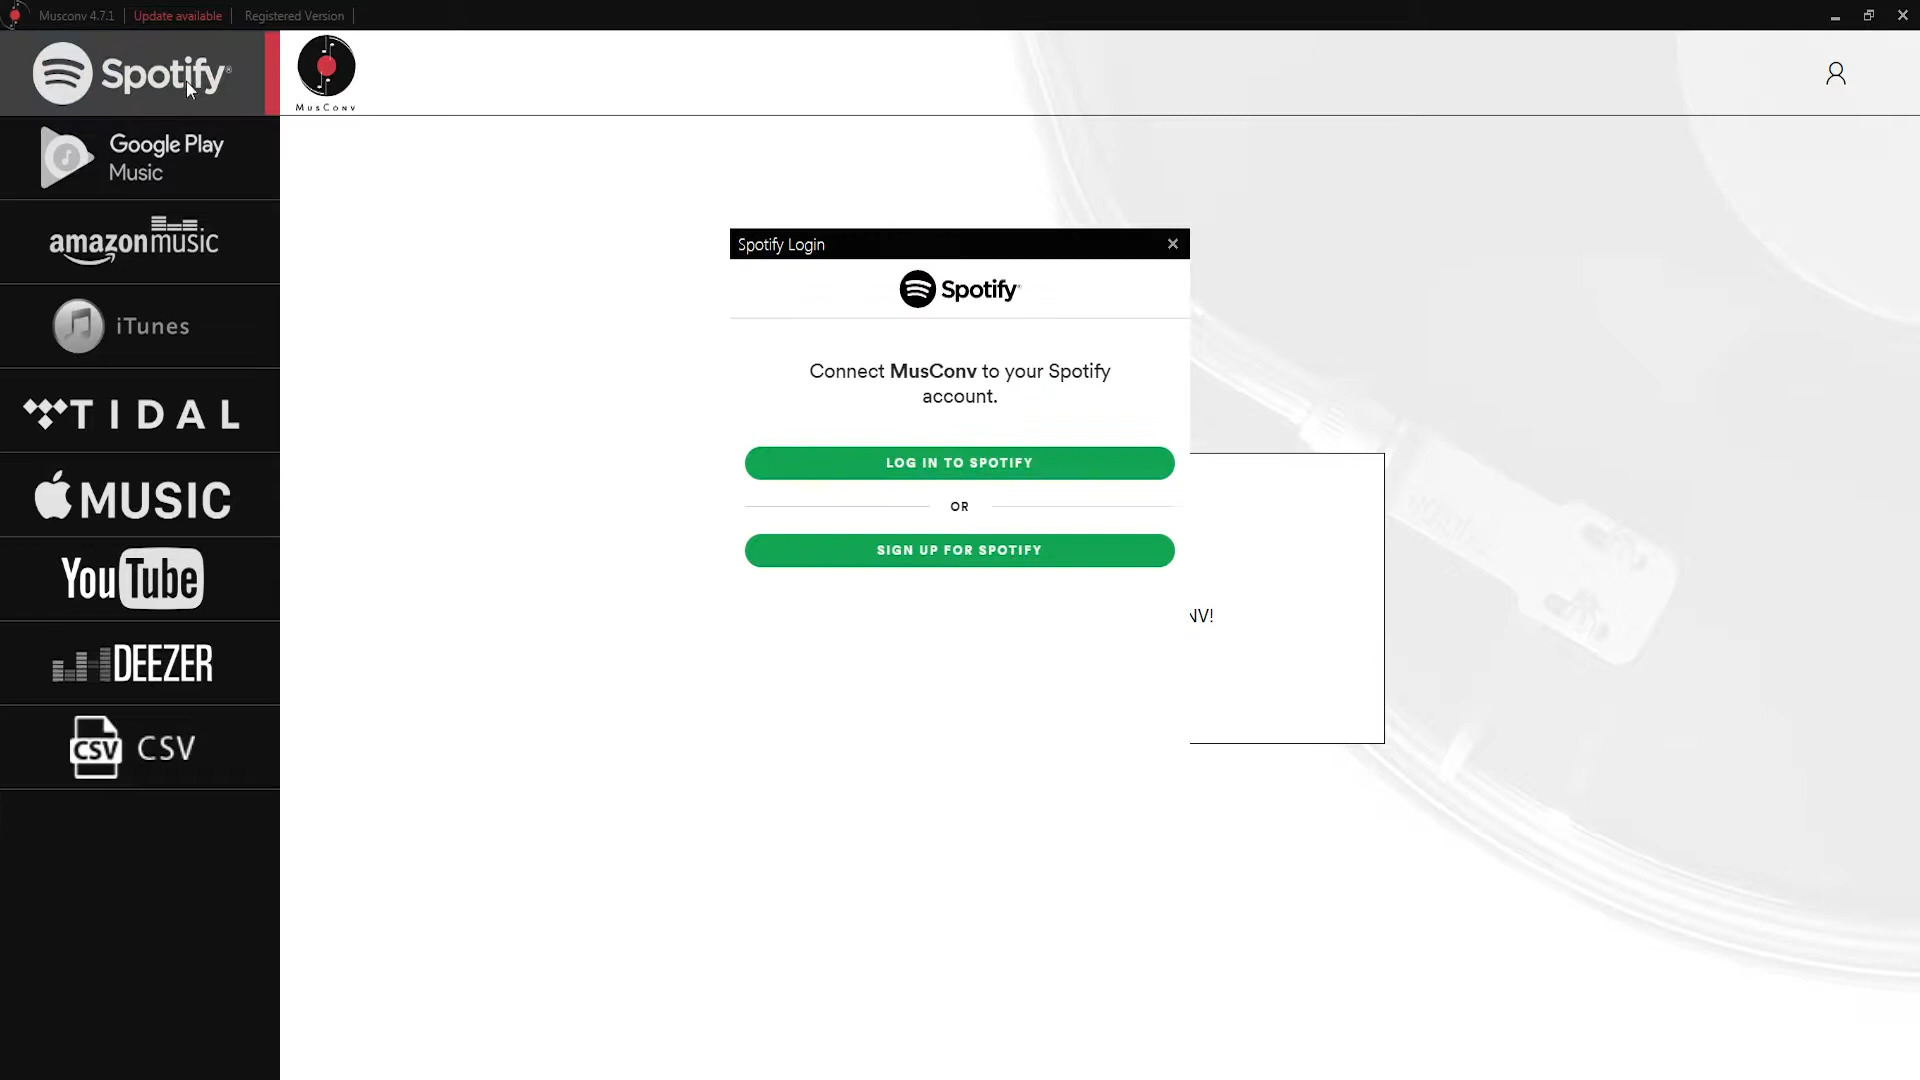 Musconv 4.7.1 Update available Registered Version
Spotify
MUSCONV
Google Play
Music
amazonmusic
iTunes
TIDAL
MUSIC
YouTube
DEEZER
CSV CSV
Spotify Login
Spotify
Connect MusConv to your Spotify
account.
LOG IN TO SPOTIFY
OR
SIGN UP FOR SPOTIFY
NV!